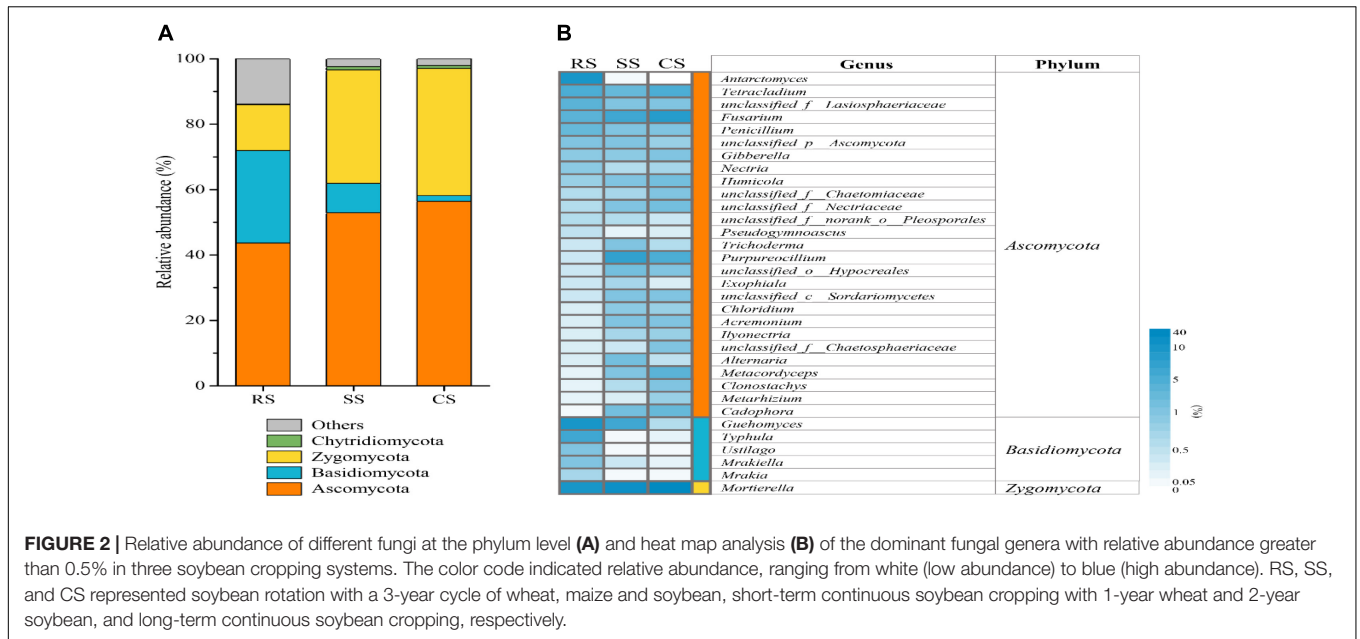 A
B
100
80
60
40
20
0
Relative abundance (%)
RS
SS
CS
Others
Chytridiomycota
Zygomycota
Basidiomycota
Ascomycota
RS SS CS
Genus
Phylum
Antarctomyces
Tetracladium
unclassified_f__Lasiosphaeriaceae
Fusarium
Penicillium
unclassified_p__Ascomycota
Gibberella
Nectria
Humicola
unclassified_f__Chaetomiaceae
unclassified_f__Nectriaceae
unclassified_f__norank_o__Pleosporales
Pseudogymnoascus
Trichoderma
Purpureocillium
unclassified_o__Hypocreales
Exophiala
unclassified_c__Sordariomycetes
Chloridium
Acremonium
Ilyonectria
unclassified_f__Chaetosphaeriaceae
Alternaria
Metacordyceps
Clonostachys
Metarhizium
Cadophora
Guehomyces
Typhula
Ustilago
Mrakiella
Mrakia
Mortierella
Ascomycota
Basidiomycota
Zygomycota
40
10
5
1
0.5
0.05
0
(%)
FIGURE 2 | Relative abundance of different fungi at the phylum level (A) and heat map analysis (B) of the dominant fungal genera with relative abundance greater
than 0.5% in three soybean cropping systems. The color code indicated relative abundance, ranging from white (low abundance) to blue (high abundance). RS, SS,
and CS represented soybean rotation with a 3-year cycle of wheat, maize and soybean, short-term continuous soybean cropping with 1-year wheat and 2-year
soybean, and long-term continuous soybean cropping, respectively.